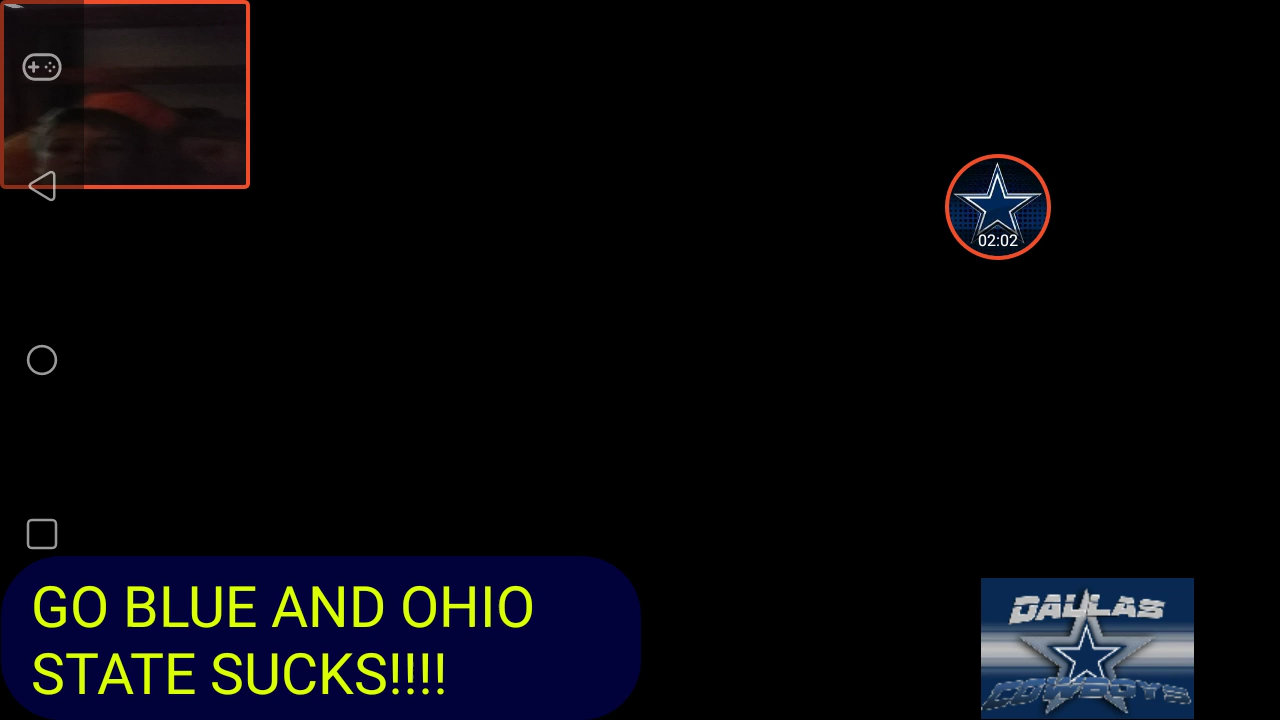 02:02
GO BLUE AND OHIO
STATE SUCKS!!!!
DALLAS
COWBOYS